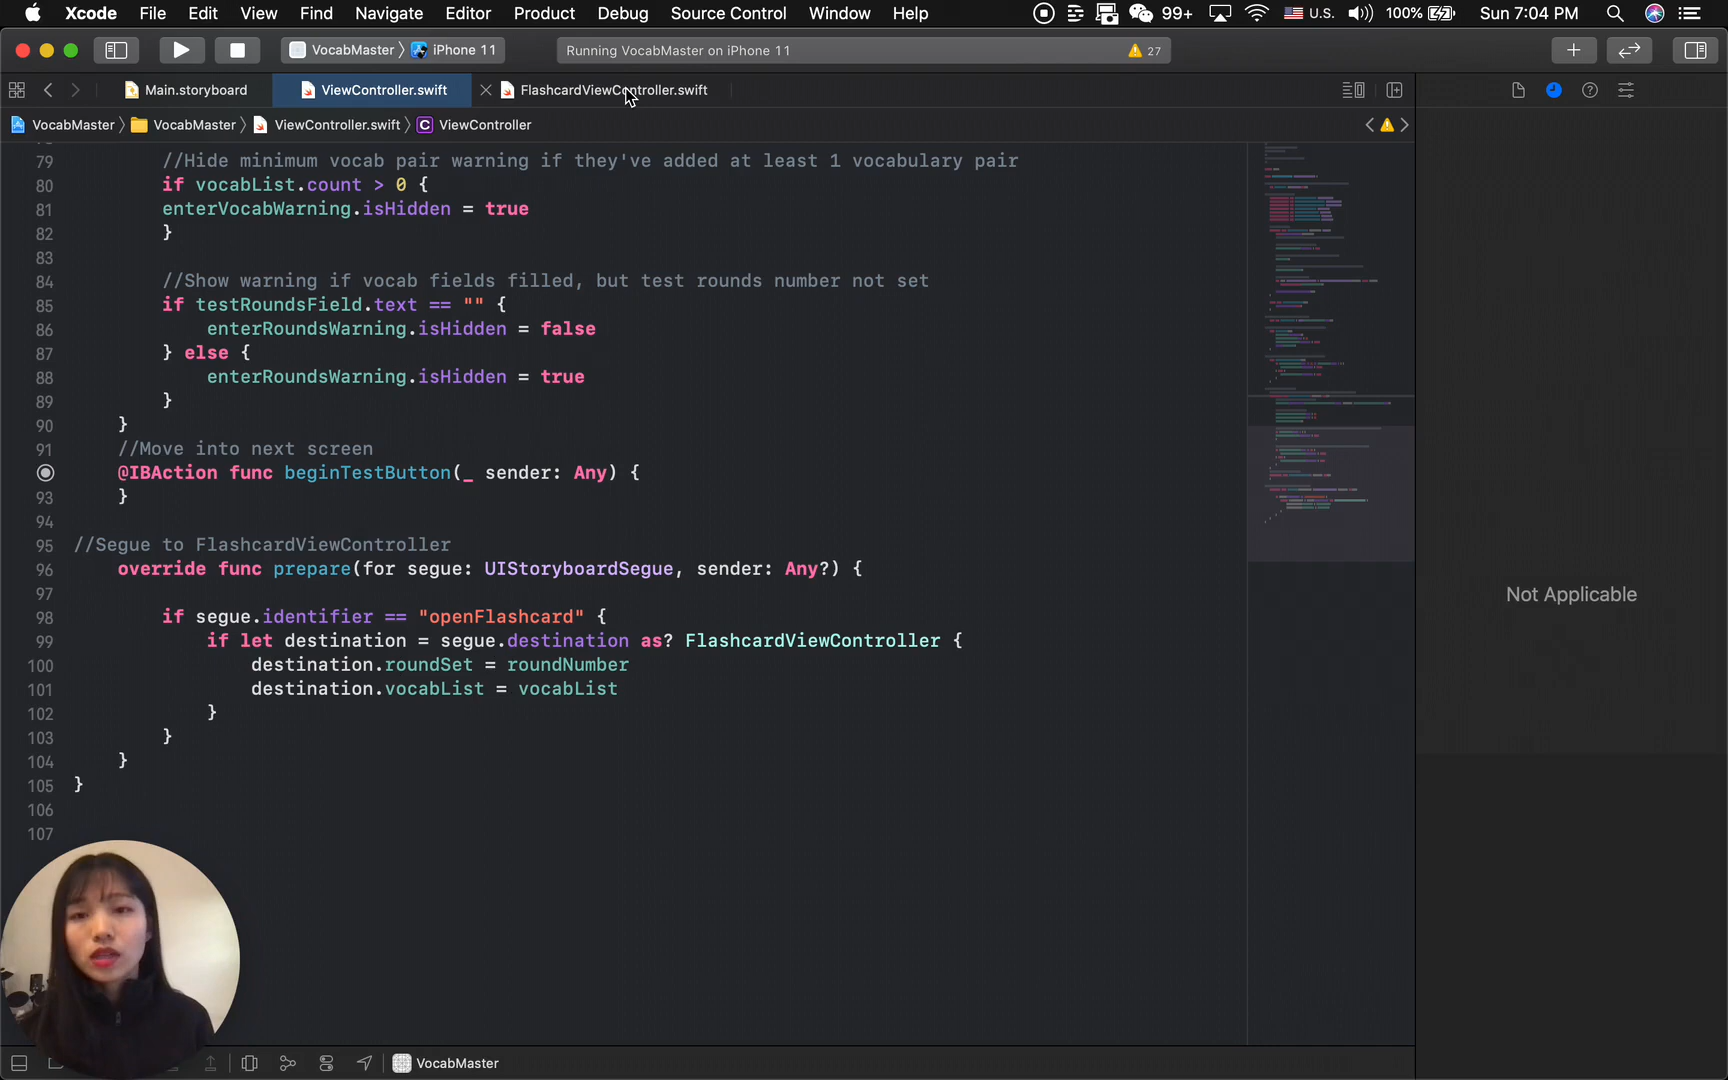 Xcode File Edit View Find Navigate Editor Product Debug Source Control Window Help 99+ U.S. 100% Sun 7:04 PM
VocabMaster iPhone 11 Running VocabMaster on iPhone 11 27
Main.storyboard ViewController.swift FlashcardViewController.swift
VocabMaster VocabMaster ViewController.swift C ViewController
79 //Hide minimum vocab pair warning if they've added at least 1 vocabulary pair
80 if vocabList.count > 0 {
81 enterVocabWarning.isHidden = true
82 }
83
84 //Show warning if vocab fields filled, but test rounds number not set
85 if testRoundsField.text == "" {
86 enterRoundsWarning.isHidden = false
87 } else {
88 enterRoundsWarning.isHidden = true
89 }
90 }
91 //Move into next screen
@IBAction func beginTestButton(_ sender: Any) {
93 }
94
95 //Segue to FlashcardViewController
96 override func prepare(for segue: UIStoryboardSegue, sender: Any?) {
97
98 if segue.identifier == "openFlashcard" {
99 if let destination = segue.destination as? FlashcardViewController {
100 destination.roundSet = roundNumber
101 destination.vocabList = vocabList
102 }
103 }
104 }
105 }
106
107
Not Applicable
VocabMaster